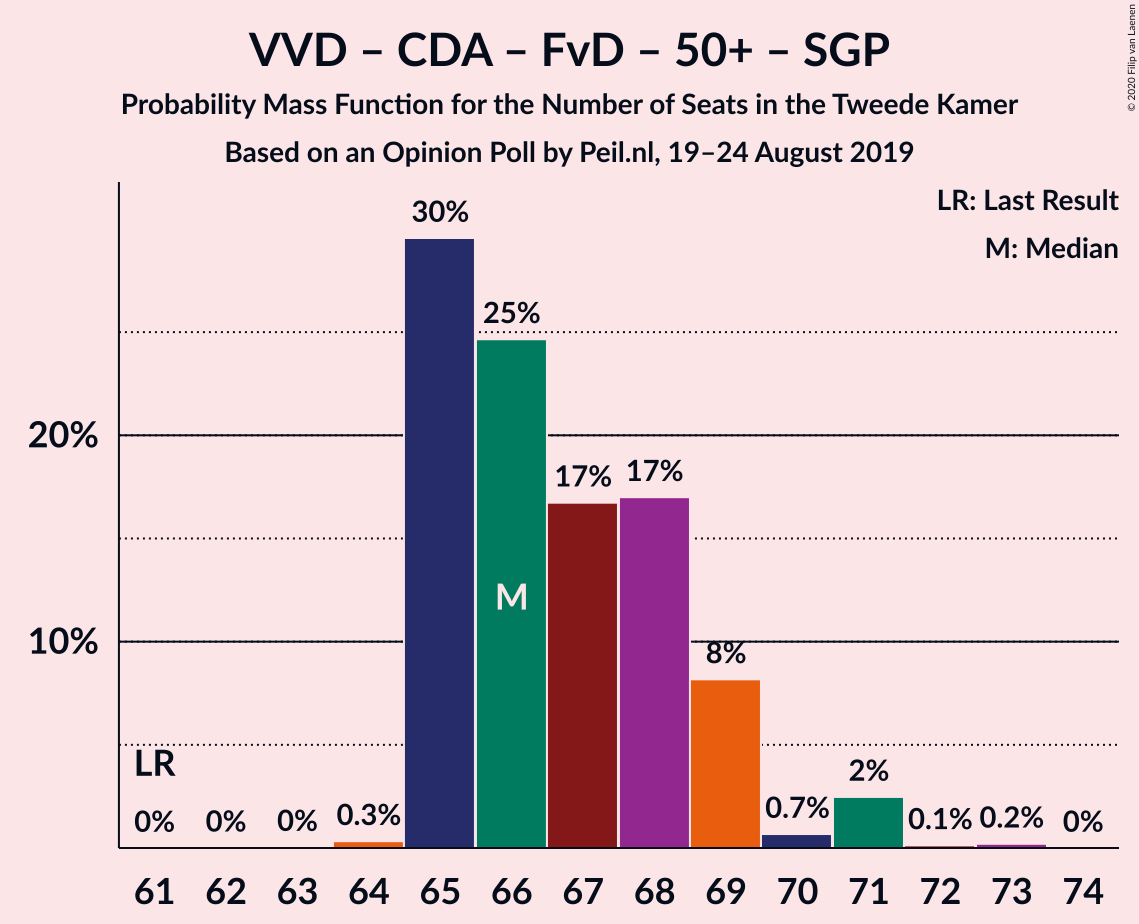 VVD – CDA – FvD – 50+ – SGP
Probability Mass Function for the Number of Seats in the Tweede Kamer
Based on an Opinion Poll by Peil.nl, 19–24 August 2019
© 2020 Filip van Laenen
LR: Last Result
M: Median
30%
25%
20%
17%
17%
M
10%
8%
LR
2%
0%
0%
0%
0.3%
0.7%
0.1%
0.2%
0%
61 62 63 64 65 66 67 68 69 70 71 72 73 74